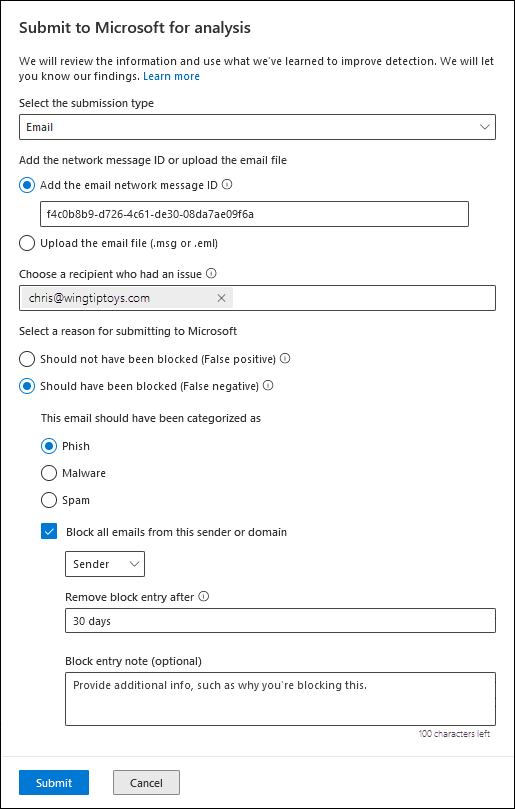 Submit to Microsoft for analysis
We will review the information and use what we've learned to improve detection. We will let
you know our findings. Learn more
Select the submission type
Email
Add the network message ID or upload the email file
Add the email network message ID
f4c0b8b9-d726-4c61-de30-08da7ae09f6a
Upload the email file (.msg or .eml)
Choose a recipient who had an issue
chris@wingtiptoys.com
Select a reason for submitting to Microsoft
Should not have been blocked (False positive)
Should have been blocked (False negative)
This email should have been categorized as
Phish
Malware
Spam
Block all emails from this sender or domain
Sender
Remove block entry after
30 days
Block entry note (optional)
Provide additional info, such as why you're blocking this.
100 characters left
Submit
Cancel